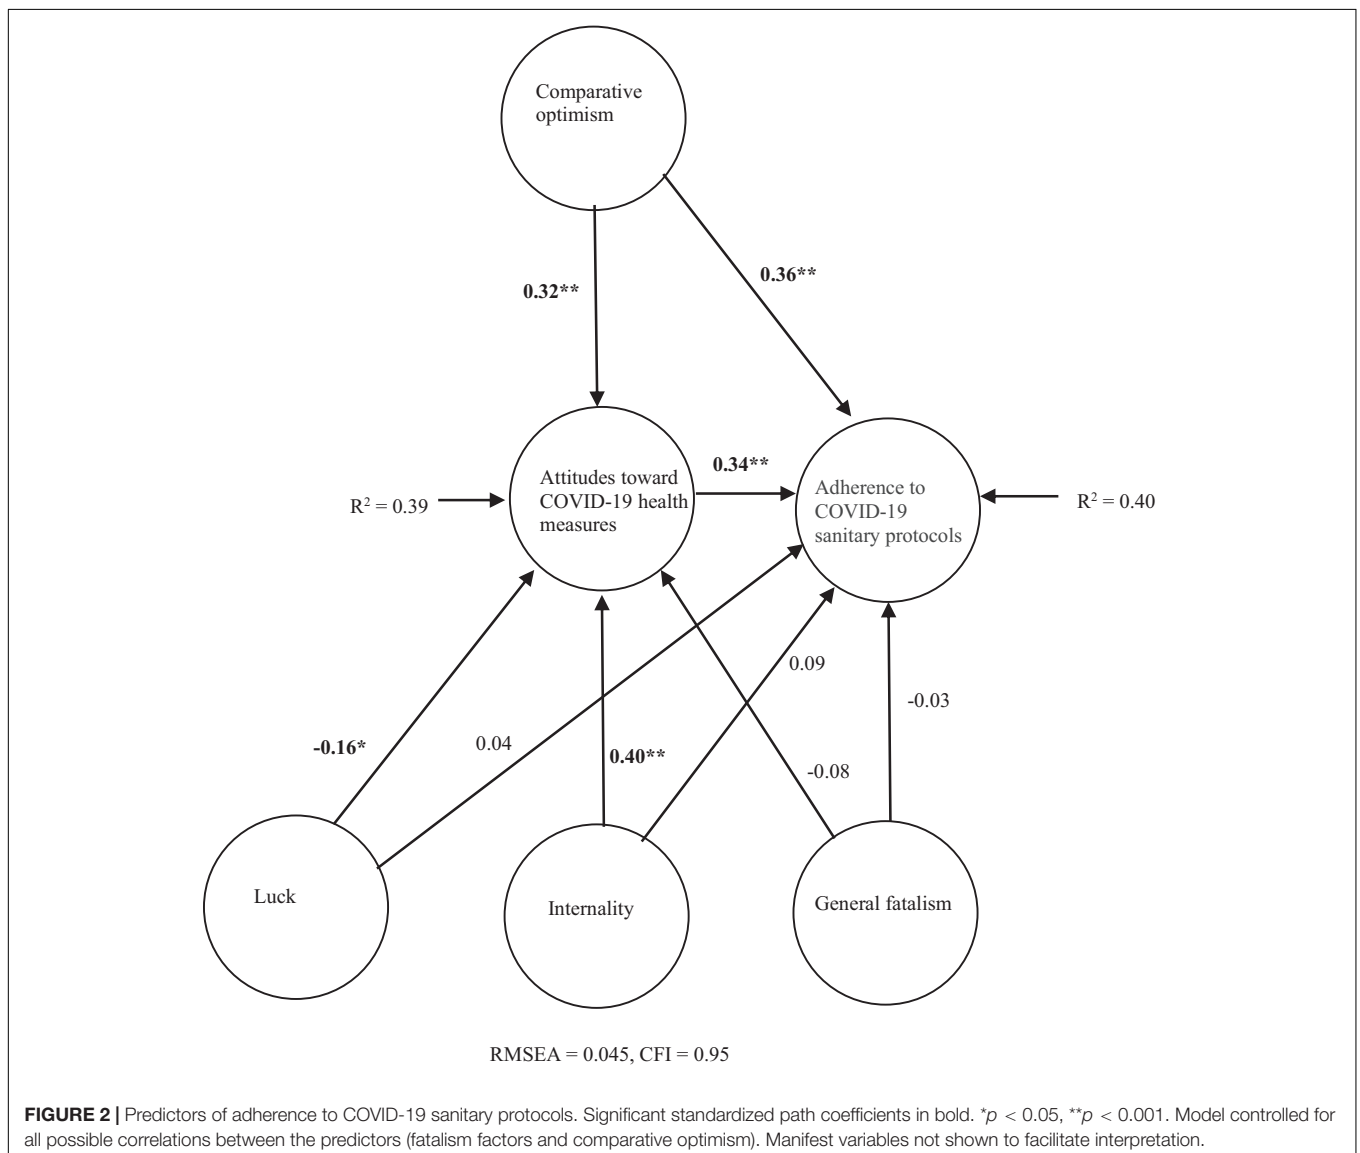 Comparative
optimism
0.36**
0.32**
Attitudes toward
COVID-19 health
measures
0.34**
Adherence to
COVID-19
sanitary protocols
R² = 0.39
R² = 0.40
0.09
-0.03
-0.16*
0.04
0.40**
-0.08
Luck
Internality
General fatalism
RMSEA = 0.045, CFI = 0.95
FIGURE 2 | Predictors of adherence to COVID-19 sanitary protocols. Significant standardized path coefficients in bold. *p < 0.05, **p < 0.001. Model controlled for
all possible correlations between the predictors (fatalism factors and comparative optimism). Manifest variables not shown to facilitate interpretation.